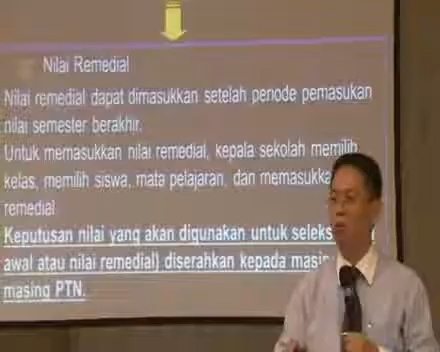 Nilai Remedial
Nilai remedial dapat dimasukkan setelah periode pemasukan
nilai semester berakhir.
Untuk memasukkan nilai remedial, kepala sekolah memilih
kelas, memilih siswa, mata pelajaran, dan
remedial
Keputusan nilai yang akan digunakan untuk
awal atau nilai remedial) diserahkan kepada
masing PTN.